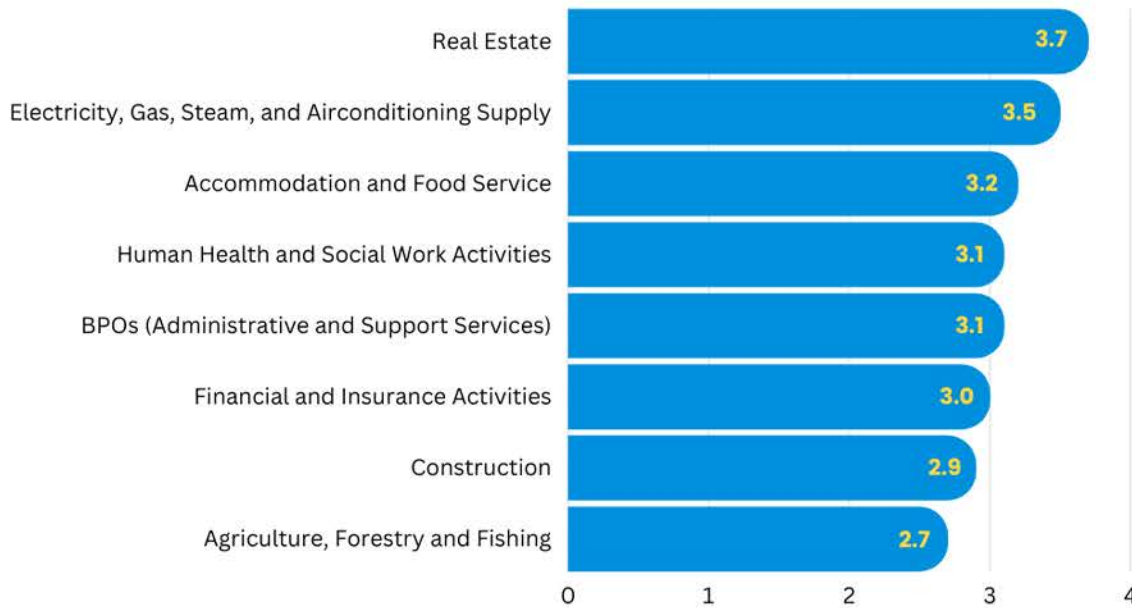 Real Estate 3.7
Electricity, Gas, Steam, and Airconditioning Supply 3.5
Accommodation and Food Service 3.2
Human Health and Social Work Activities 3.1
BPOs (Administrative and Support Services) 3.1
Financial and Insurance Activities 3.0
Construction 2.9
Agriculture, Forestry and Fishing 2.7
0 1 2 3 4